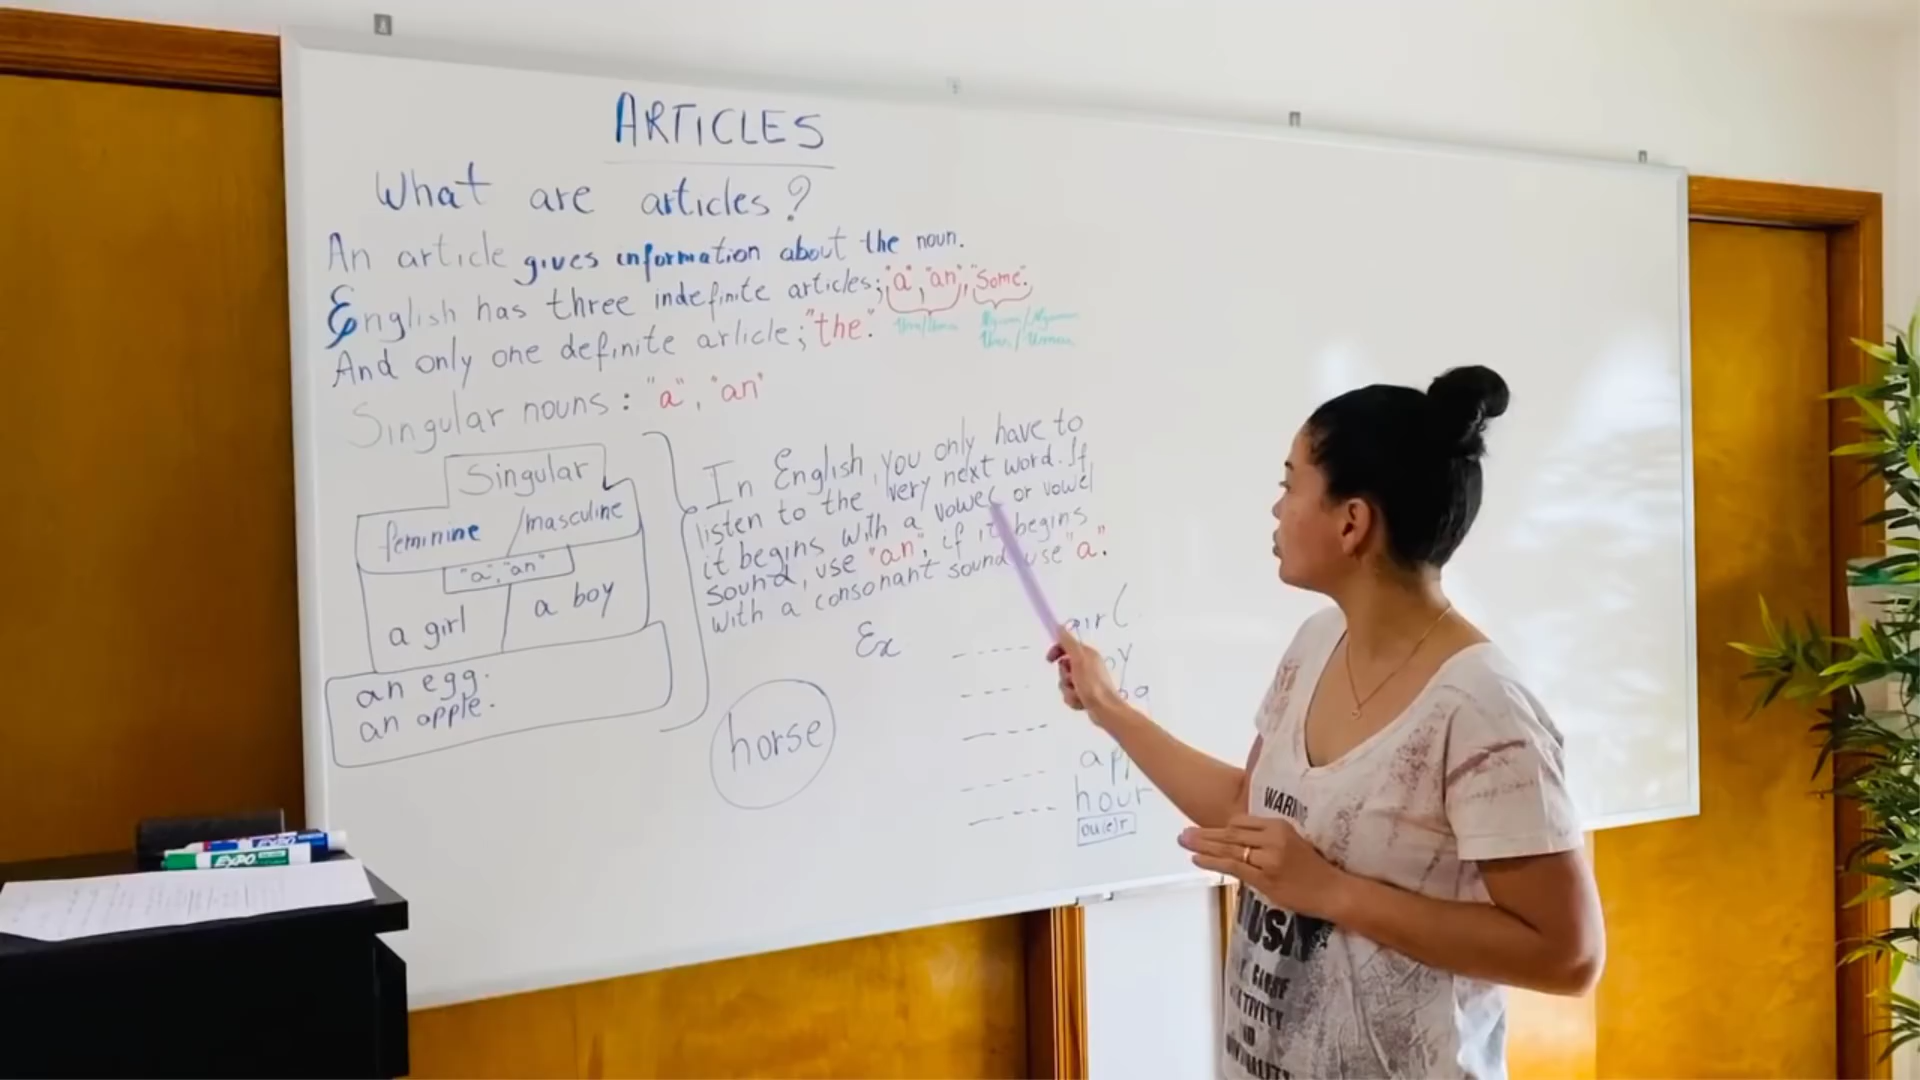 ARTICLES
What are articles?
An article gives information about the noun.
English has three indefinite articles; "a", "an", "Some".
And only one definite article; "the".
Singular nouns: "a", "an"
Singular
feminine /masculine
"a", "an"
a girl
a boy
an egg.
an apple.
In English, you only have to
listen to the very next word. If
it begins with a vowel or vowel
sound, use "an", if it begins
with a consonant sound use "a".
Ex
girl.
hour
ou(e)r
horse
EXPO